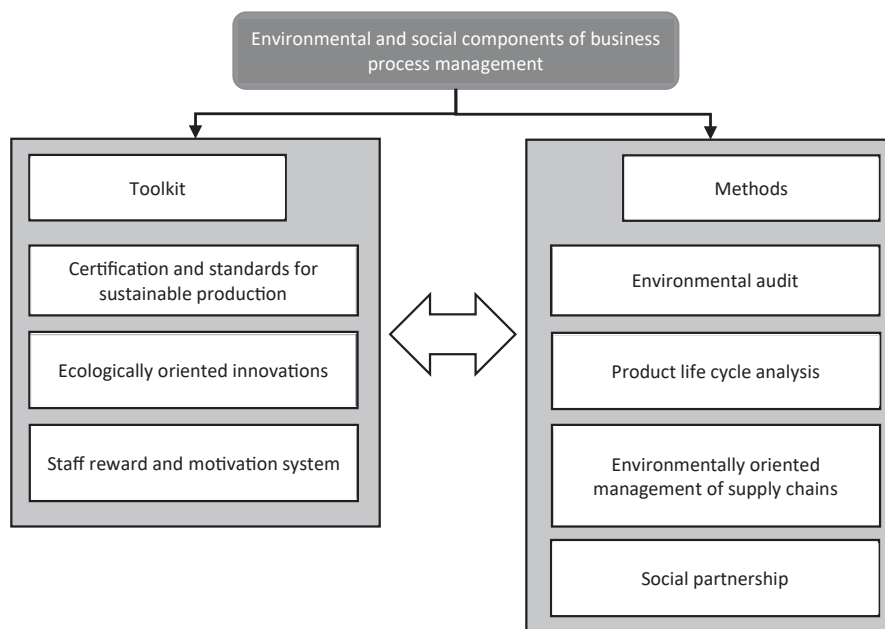 Environmental and social components of business
process management
Toolkit
Certification and standards for
sustainable production
Ecologically oriented innovations
Staff reward and motivation system
Methods
Environmental audit
Product life cycle analysis
Environmentally oriented
management of supply chains
Social partnership